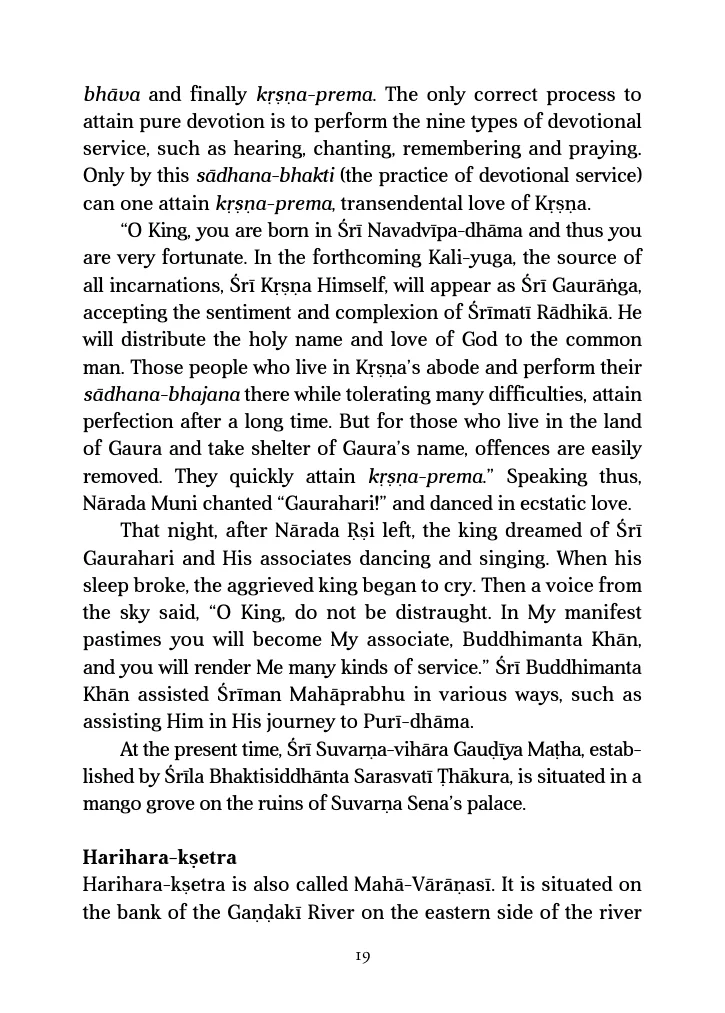 bhāva and finally kṛṣṇa-prema. The only correct process to
attain pure devotion is to perform the nine types of devotional
service, such as hearing, chanting, remembering and praying.
Only by this sādhana-bhakti (the practice of devotional service)
can one attain kṛṣṇa-prema, transcendental love of Kṛṣṇa.
“O King, you are born in Śrī Navadvīpa-dhāma and thus you
are very fortunate. In the forthcoming Kali-yuga, the source of
all incarnations, Śrī Kṛṣṇa Himself, will appear as Śrī Gaurāṅga,
accepting the sentiment and complexion of Śrīmatī Rādhikā. He
will distribute the holy name and love of God to the common
man. Those people who live in Kṛṣṇa’s abode and perform their
sādhana-bhajana there while tolerating many difficulties, attain
perfection after a long time. But for those who live in the land
of Gaura and take shelter of Gaura’s name, offences are easily
removed. They quickly attain kṛṣṇa-prema.” Speaking thus,
Nārada Muni chanted “Gaurahari!” and danced in ecstatic love.
That night, after Nārada Ṛṣi left, the king dreamed of Śrī
Gaurahari and His associates dancing and singing. When his
sleep broke, the aggrieved king began to cry. Then a voice from
the sky said, “O King, do not be distraught. In My manifest
pastimes you will become My associate, Buddhimanta Khān,
and you will render Me many kinds of service.” Śrī Buddhimanta
Khān assisted Śrīman Mahāprabhu in various ways, such as
assisting Him in His journey to Purī-dhāma.
At the present time, Śrī Suvarṇa-vihāra Gauḍīya Maṭha, estab-
lished by Śrīla Bhaktisiddhānta Sarasvatī Ṭhākura, is situated in a
mango grove on the ruins of Suvarṇa Sena’s palace.
Harihara-kṣetra
Harihara-kṣetra is also called Mahā-Vārāṇasī. It is situated on
the bank of the Gaṇḍakī River on the eastern side of the river
19